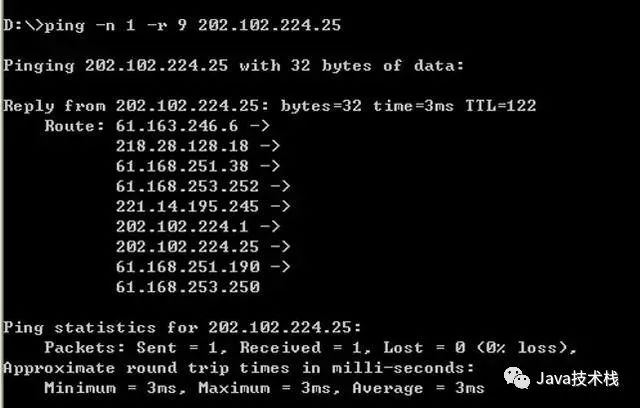 D:\>ping -n 1 -r 9 202.102.224.25
Pinging 202.102.224.25 with 32 bytes of data:
Reply from 202.102.224.25: bytes=32 time=3ms TTL=122
Route: 61.163.246.6 ->
218.28.128.18 ->
61.168.251.38 ->
61.168.253.252 ->
221.14.195.245 ->
202.102.224.1 ->
202.102.224.25 ->
61.168.251.190 ->
61.168.253.250
Ping statistics for 202.102.224.25:
Packets: Sent = 1, Received = 1, Lost = 0 (0% loss),
Approximate round trip times in milli-seconds:
Minimum = 3ms, Maximum = 3ms, Average = 3ms
Java技术栈